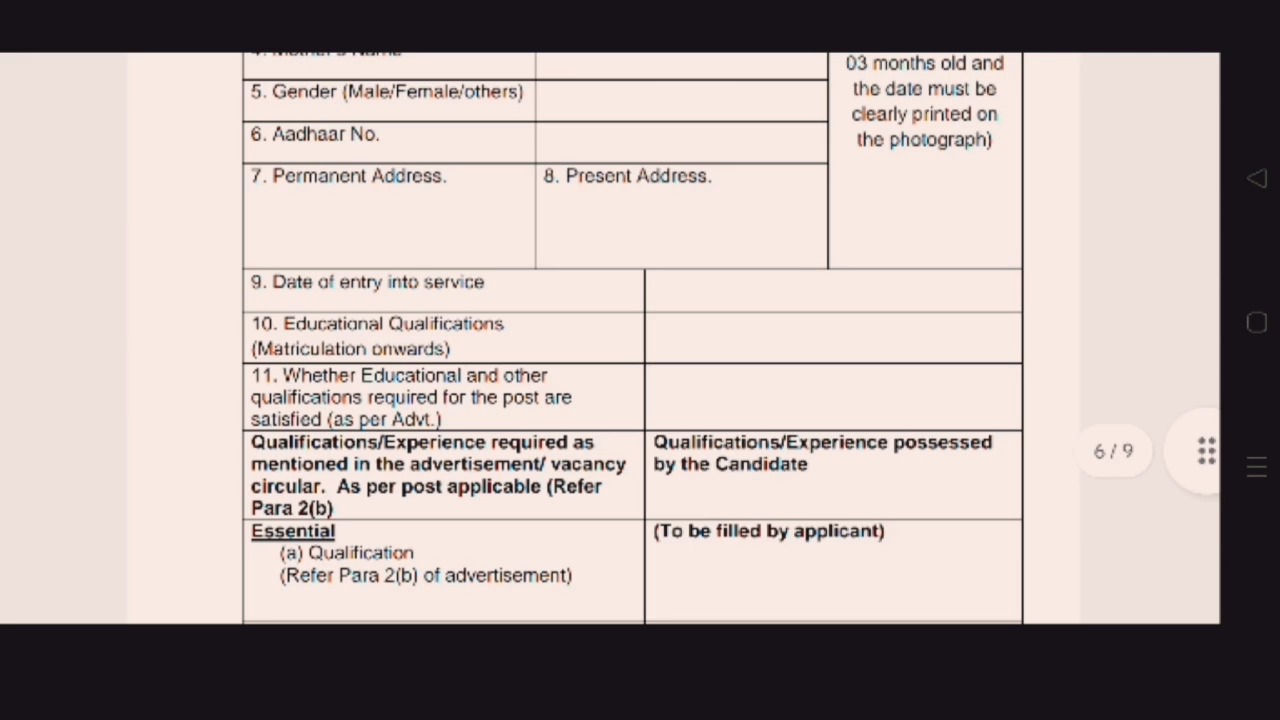 4. Mother's Name
03 months old and
the date must be
clearly printed on
the photograph)
5. Gender (Male/Female/others)
6. Aadhaar No.
7. Permanent Address.
8. Present Address.
9. Date of entry into service
10. Educational Qualifications
(Matriculation onwards)
11. Whether Educational and other
qualifications required for the post are
satisfied (as per Advt.)
Qualifications/Experience required as
mentioned in the advertisement/ vacancy
circular. As per post applicable (Refer
Para 2(b)
Qualifications/Experience possessed
by the Candidate
Essential
(a) Qualification
(Refer Para 2(b) of advertisement)
(To be filled by applicant)
6 / 9